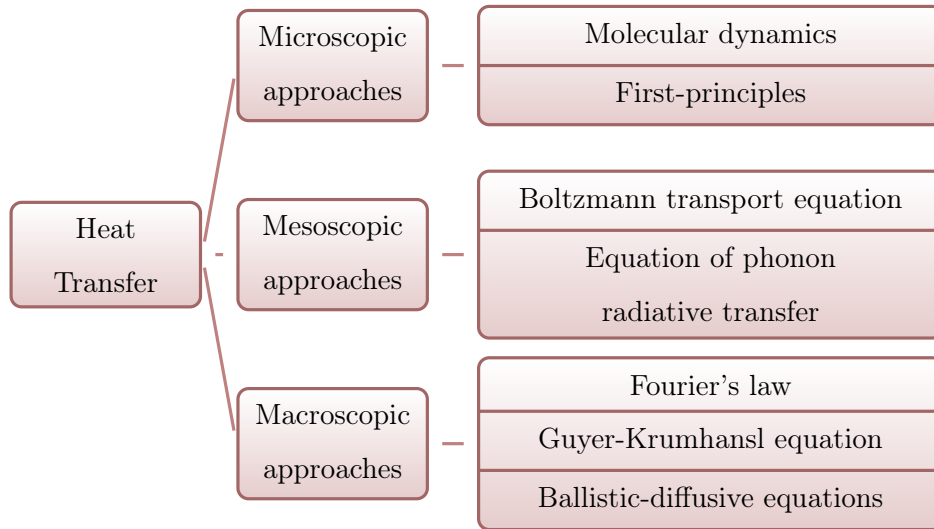 Heat
Transfer
Microscopic
approaches
Molecular dynamics
First-principles
Mesoscopic
approaches
Boltzmann transport equation
Equation of phonon
radiative transfer
Macroscopic
approaches
Fourier's law
Guyer-Krumhansl equation
Ballistic-diffusive equations